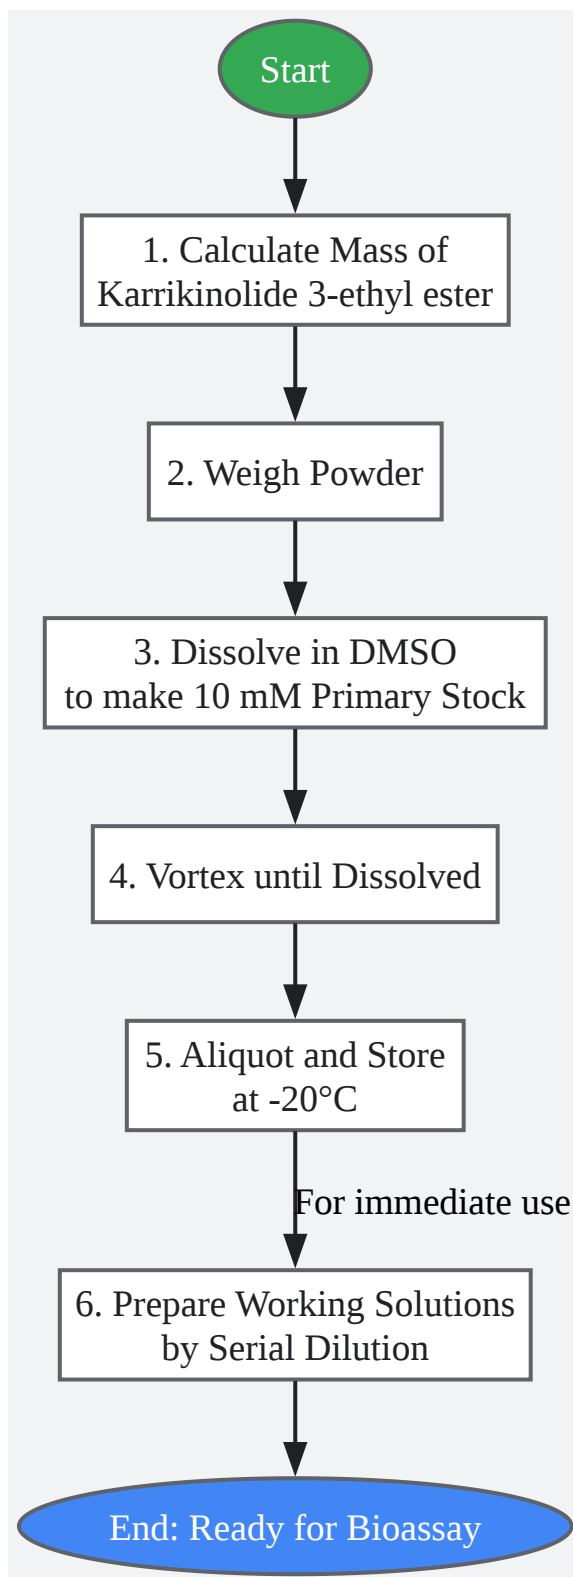 Start
1. Calculate Mass of
Karrikinolide 3-ethyl ester
2. Weigh Powder
3. Dissolve in DMSO
to make 10 mM Primary Stock
4. Vortex until Dissolved
5. Aliquot and Store
at -20°C
For immediate use
6. Prepare Working Solutions
by Serial Dilution
End: Ready for Bioassay